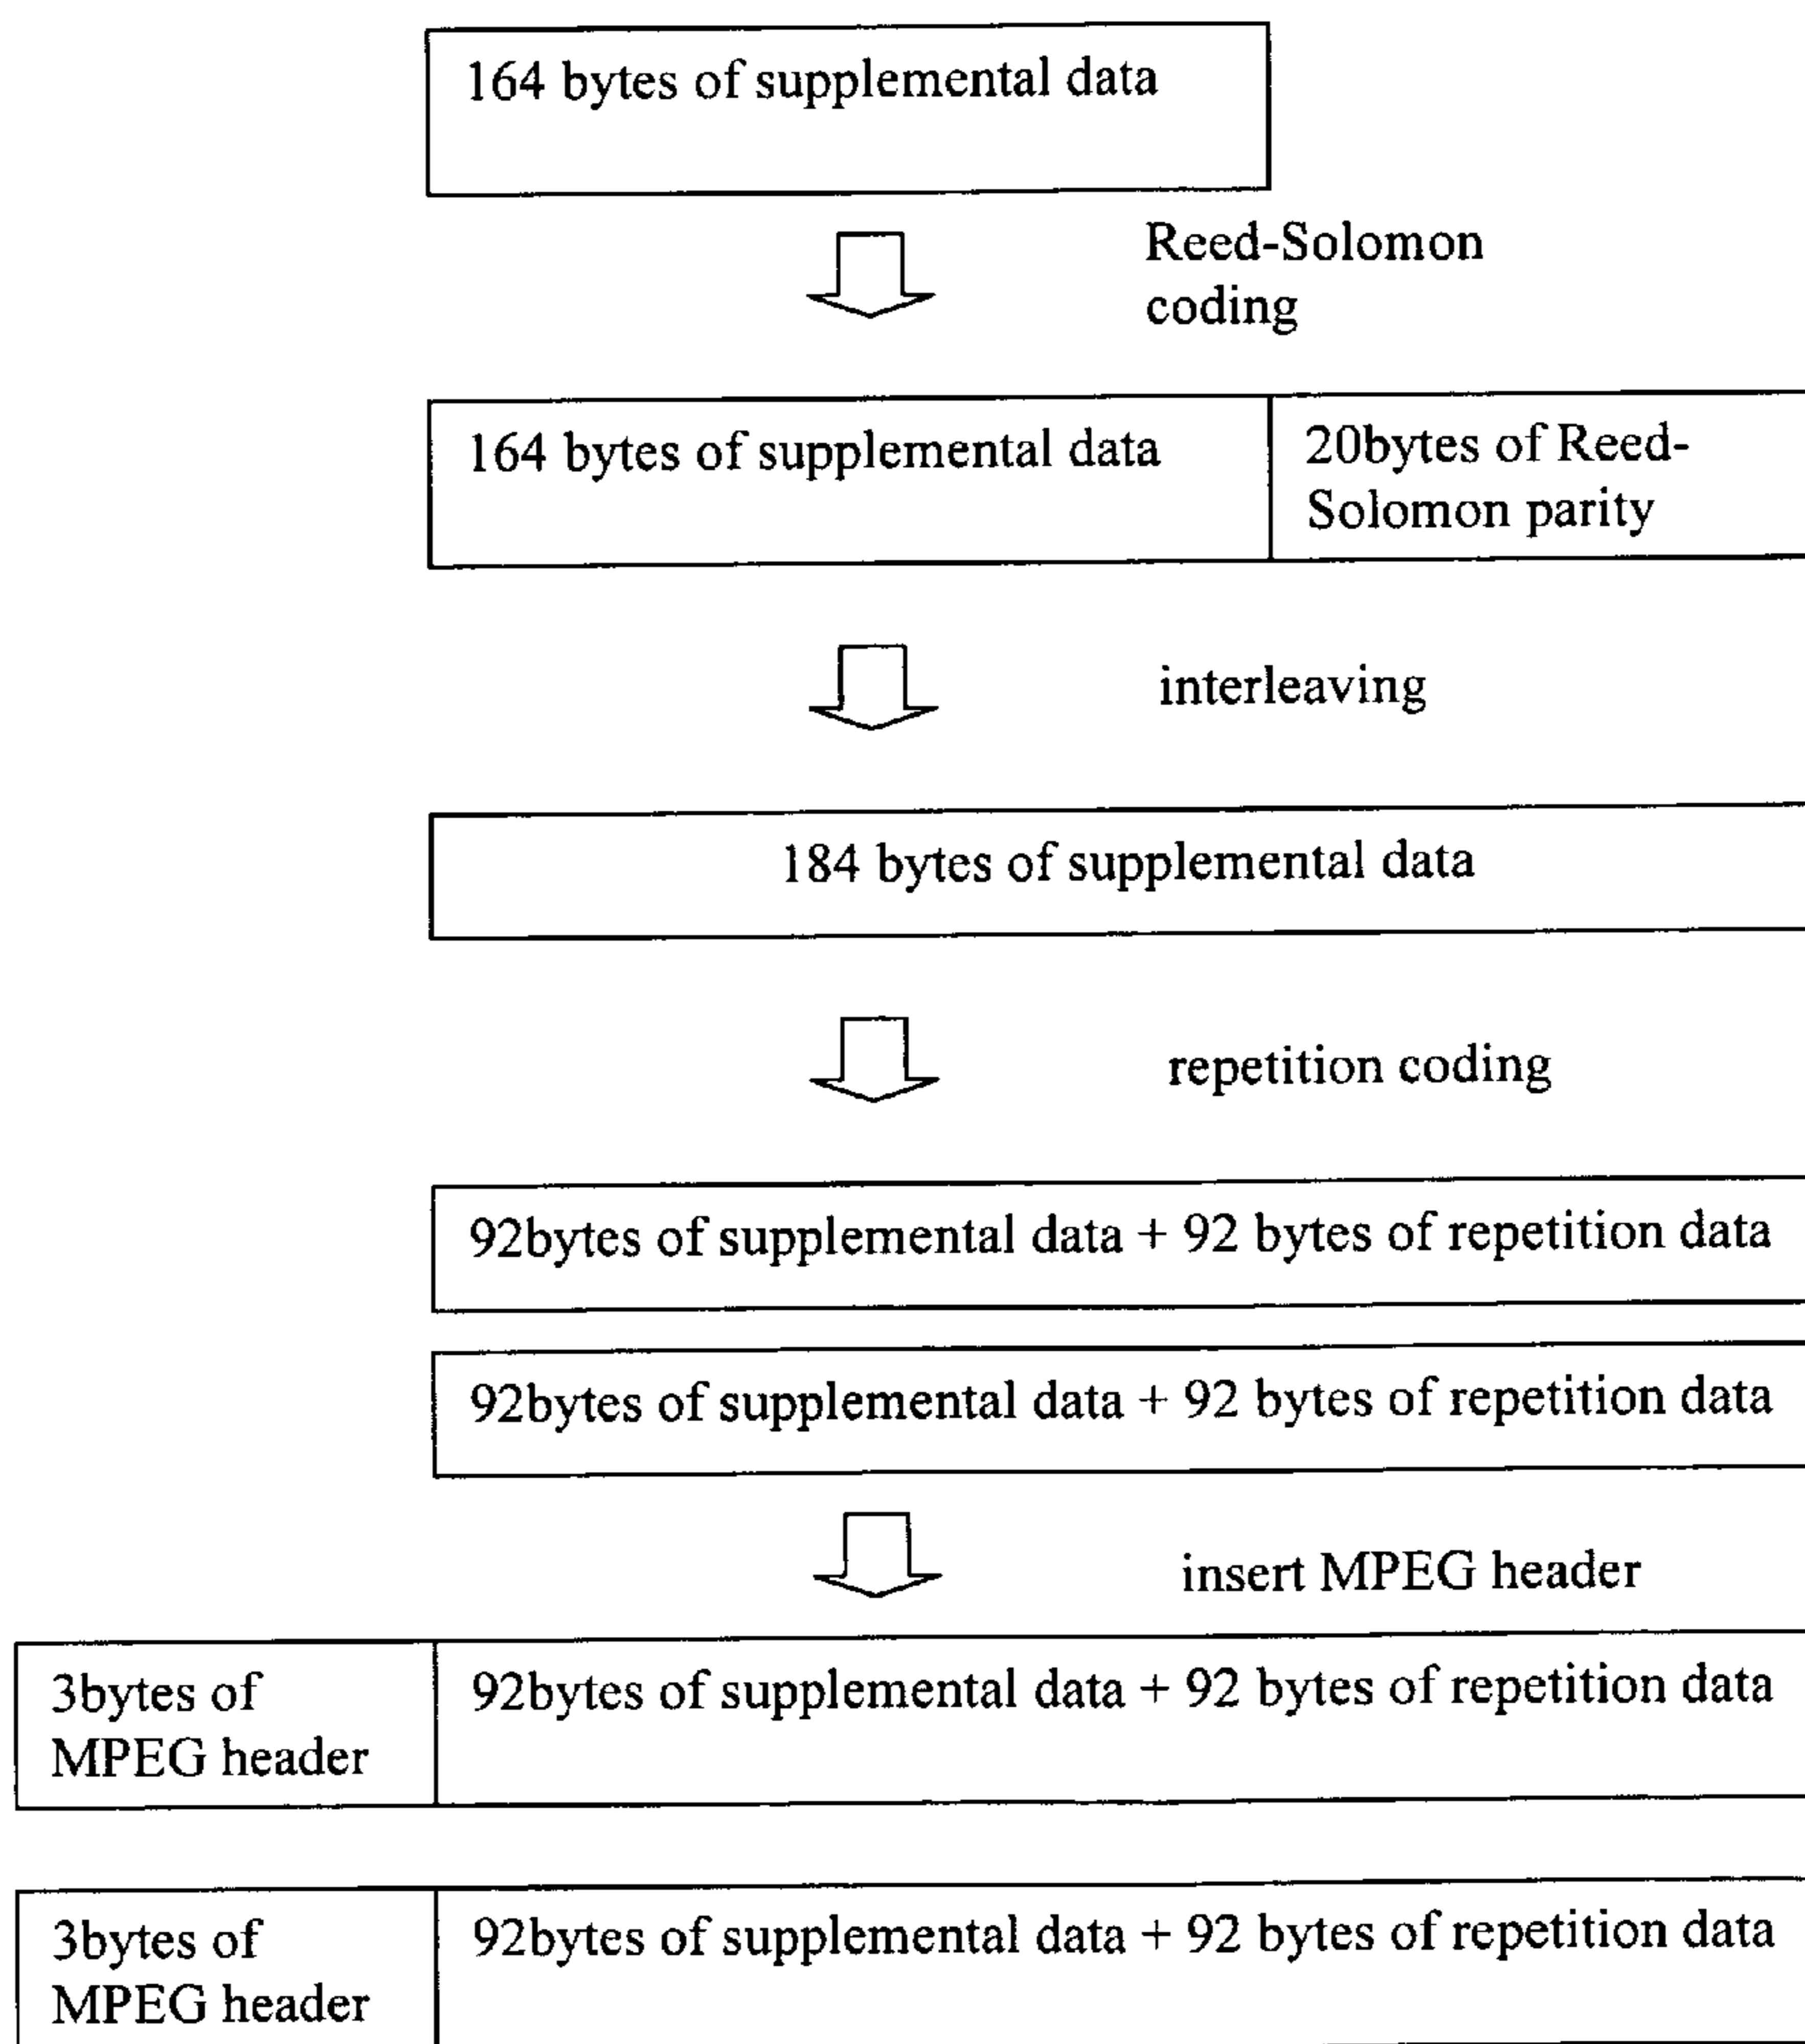 164 bytes of supplemental data
Reed-Solomon
coding
164 bytes of supplemental data
20bytes of Reed-
Solomon parity
interleaving
184 bytes of supplemental data
repetition coding
92bytes of supplemental data + 92 bytes of repetition data
92bytes of supplemental data + 92 bytes of repetition data
insert MPEG header
3bytes of
MPEG header
92bytes of supplemental data + 92 bytes of repetition data
3bytes of
MPEG header
92bytes of supplemental data + 92 bytes of repetition data